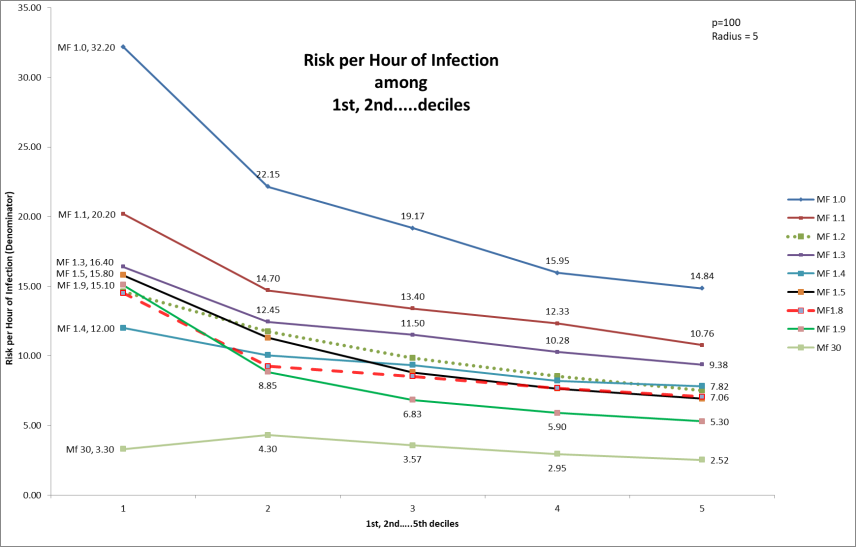 35.00
30.00
25.00
20.00
15.00
10.00
5.00
0.00
Risk per Hour of Infection (Denominator)
Risk per Hour of Infection
among
1st, 2nd.....deciles
p=100
Radius = 5
MF 1.0, 32.20
22.15
19.17
15.95
14.84
MF 1.1, 20.20
14.70
13.40
12.33
10.76
MF 1.3, 16.40
12.45
11.50
10.28
9.38
MF 1.5, 15.80
MF 1.9, 15.10
MF 1.4, 12.00
7.82
7.06
8.85
6.83
5.90
5.30
Mf 30, 3.30
4.30
3.57
2.95
2.52
1
2
3
4
5
1st, 2nd.....5th deciles
MF 1.0
MF 1.1
MF 1.2
MF 1.3
MF 1.4
MF 1.5
MF1.8
MF 1.9
Mf 30